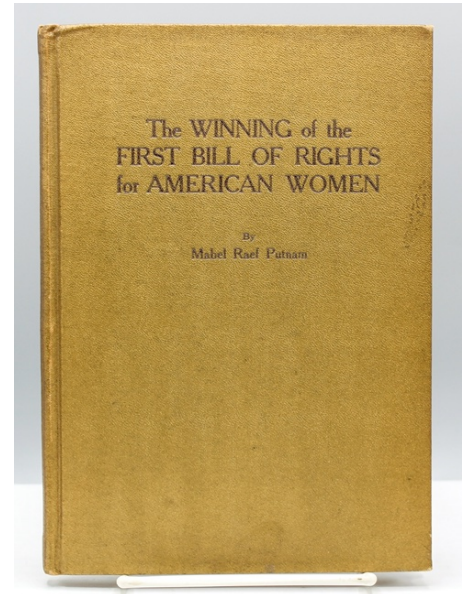 The WINNING of the
FIRST BILL OF RIGHTS
for AMERICAN WOMEN
By
Mabel Raef Putnam